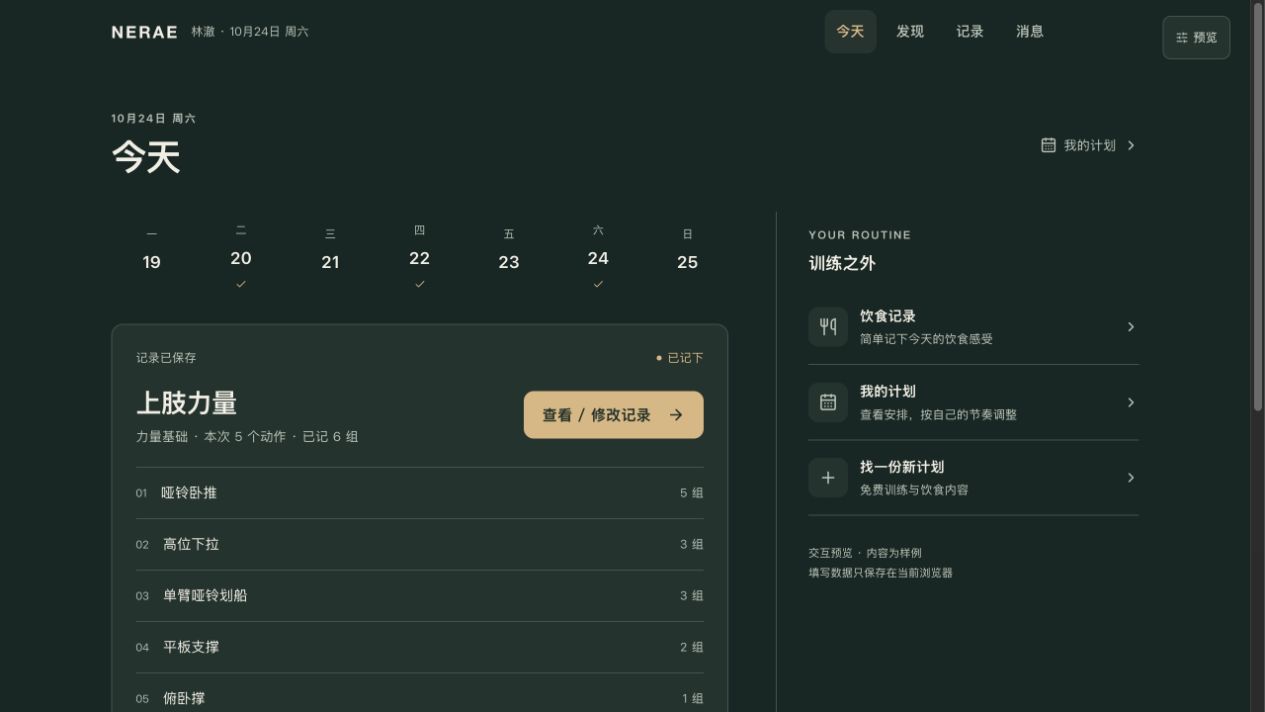 NERAE 林澈 · 10月24日 周六
今天 发现 记录 消息
预览
10月24日 周六
今天
我的计划
一 二 三 四 五 六 日
19 20 21 22 23 24 25
记录已保存
已记下
上肢力量
力量基础 · 本次 5 个动作 · 已记 6 组
查看 / 修改记录
01 哑铃卧推 5 组
02 高位下拉 3 组
03 单臂哑铃划船 3 组
04 平板支撑 2 组
05 俯卧撑 1 组
YOUR ROUTINE
训练之外
饮食记录
简单记下今天的饮食感受
我的计划
查看安排，按自己的节奏调整
找一份新计划
免费训练与饮食内容
交互预览 · 内容为样例
填写数据只保存在当前浏览器